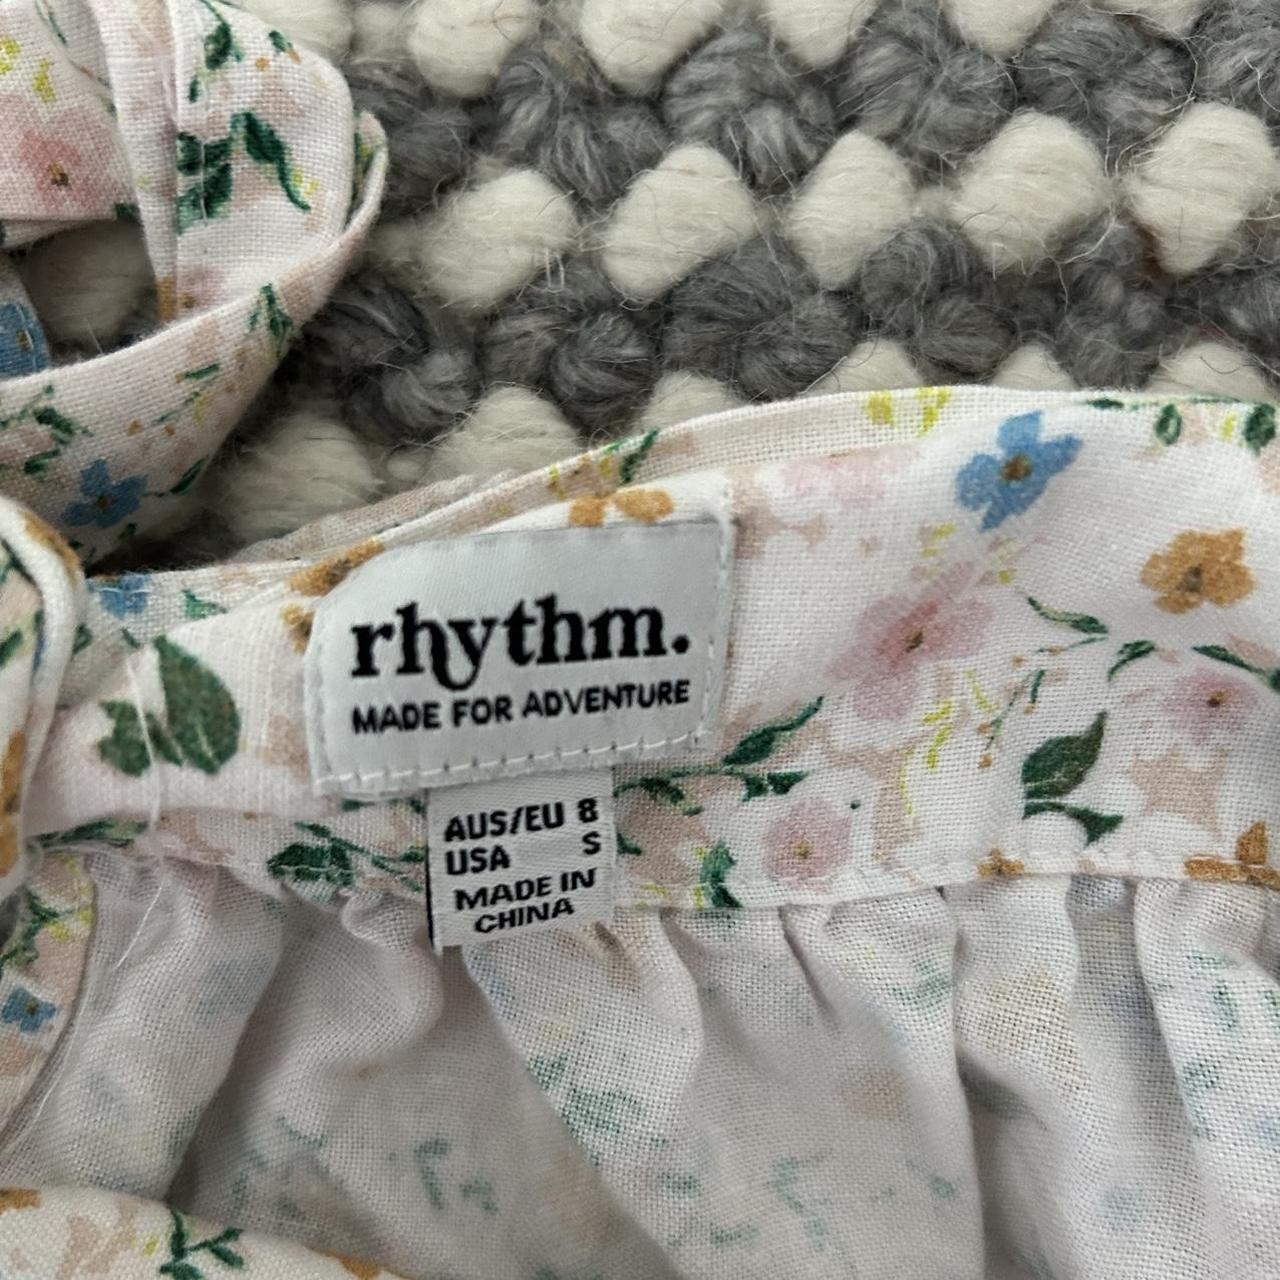 rhythm.
MADE FOR ADVENTURE
AUS/EU 8
USA S
MADE IN
CHINA